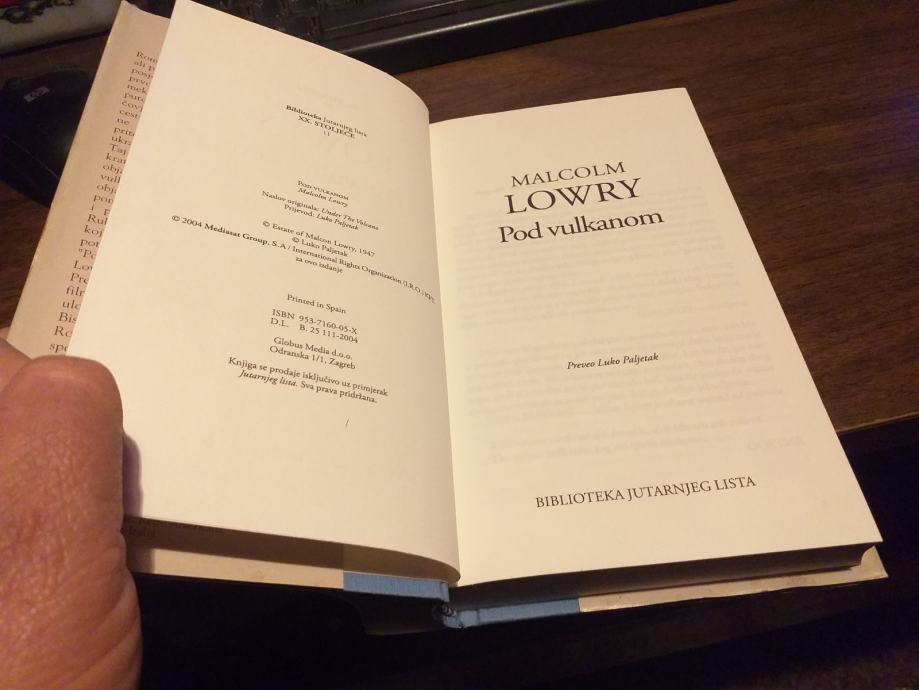 Biblioteka Jutarnjeg lista
XX. STOLJEĆE
11
POD VULKANOM
Malcolm Lowry
Naslov originala: Under The Volcano
Prijevod: Luko Paljetak
© Estate of Malcon Lowry, 1947
© Luko Paljetak
© 2004 Mediasat Group, S.A / International Rights Organization (I.R.O.) KFT.
za ovo izdanje
Printed in Spain
ISBN 953-7160-05-X
D.L. B. 25 111-2004
Globus Media d.o.o.
Odranska 1/1, Zagreb
Knjiga se prodaje isključivo uz primjerak
Jutarnjeg lista. Sva prava pridržana.
MALCOLM
LOWRY
Pod vulkanom
Preveo Luko Paljetak
BIBLIOTEKA JUTARNJEG LISTA